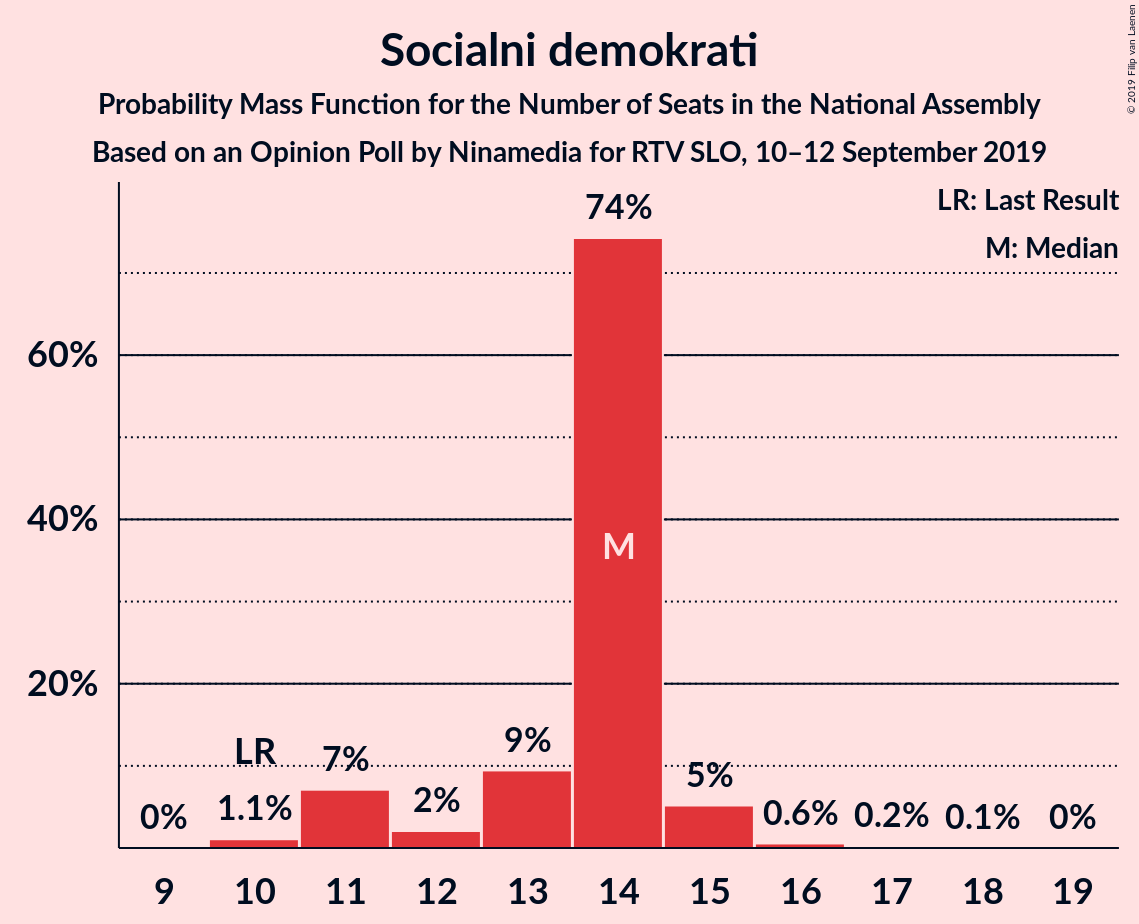 © 2019 Filip van Laenen
Socialni demokrati
Probability Mass Function for the Number of Seats in the National Assembly
Based on an Opinion Poll by Ninamedia for RTV SLO, 10–12 September 2019
LR: Last Result
M: Median
74%
60%
40%
M
20%
LR
7%
9%
5%
0%
1.1%
2%
0.6%
0.2%
0.1%
0%
9 10 11 12 13 14 15 16 17 18 19